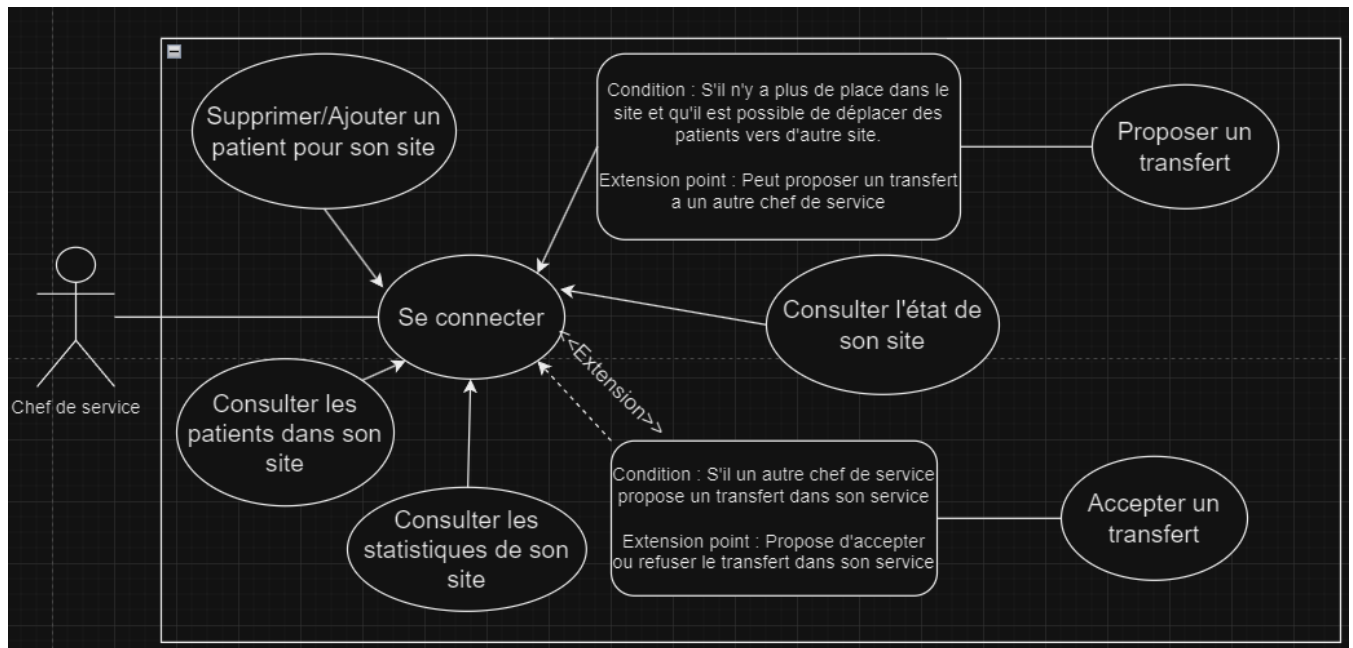 Supprimer/Ajouter un
patient pour son site
Condition : S'il n'y a plus de place dans le
site et qu'il est possible de déplacer des
patients vers d'autre site.
Extension point : Peut proposer un transfert
a un autre chef de service
Proposer un
transfert
Se connecter
Consulter l'état de
son site
<<Extension>>
Chef de service
Consulter les
patients dans son
site
Consulter les
statistiques de son
site
Condition : S'il un autre chef de service
propose un transfert dans son service
Extension point : Propose d'accepter
ou refuser le transfert dans son service
Accepter un
transfert